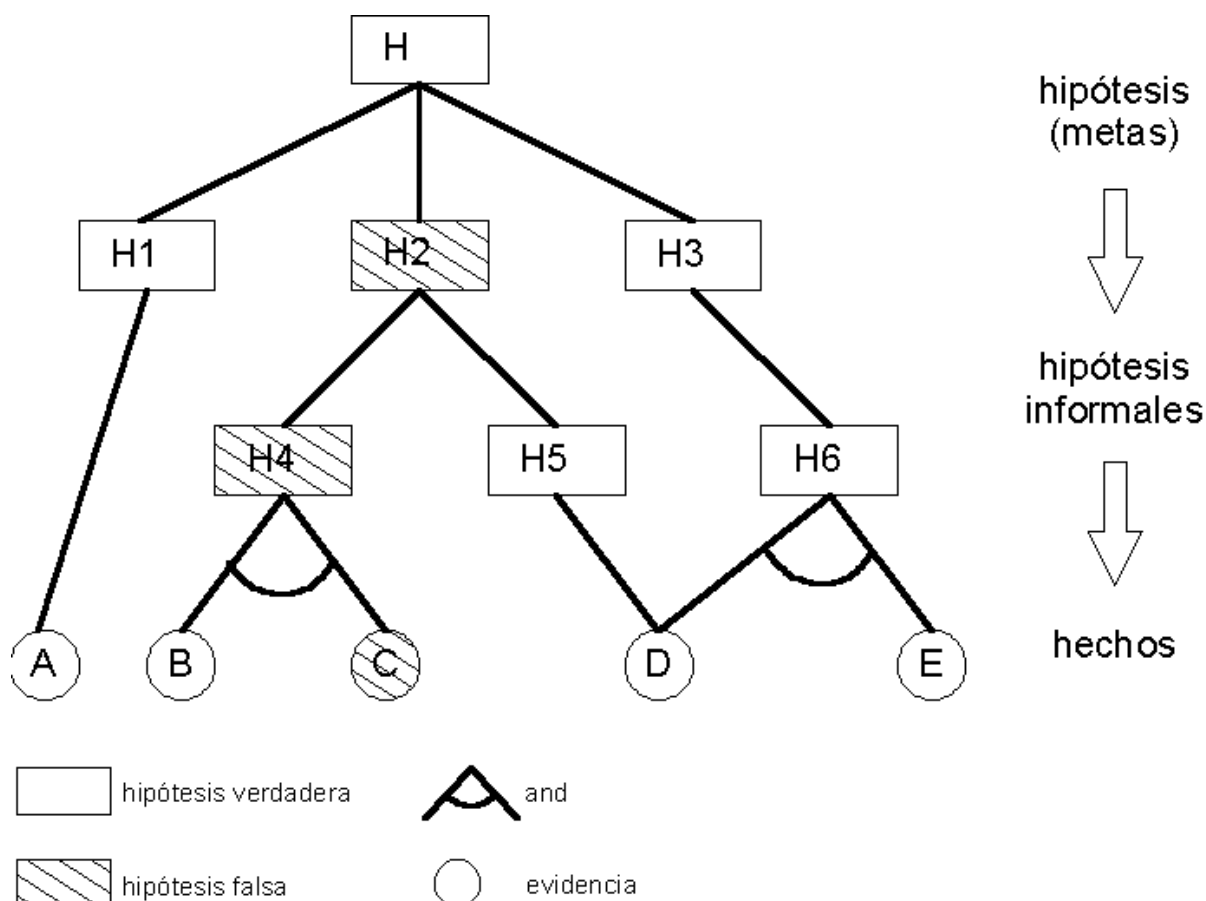 H
hipótesis
(metas)
H1
H2
H3
hipótesis
informales
H4
H5
H6
A
B
C
D
E
hechos
hipótesis verdadera
and
hipótesis falsa
evidencia